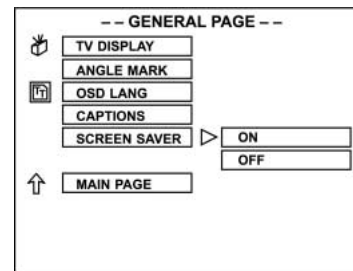 -- GENERAL PAGE --
TV DISPLAY
ANGLE MARK
OSD LANG
CAPTIONS
SCREEN SAVER ON
OFF
MAIN PAGE